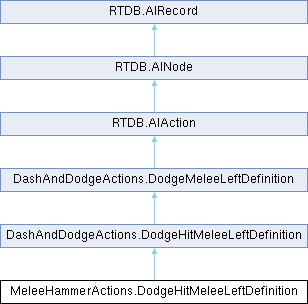 RTDB.AIRecord
RTDB.AINode
RTDB.AIAction
DashAndDodgeActions.DodgeMeleeLeftDefinition
DashAndDodgeActions.DodgeHitMeleeLeftDefinition
MeleeHammerActions.DodgeHitMeleeLeftDefinition